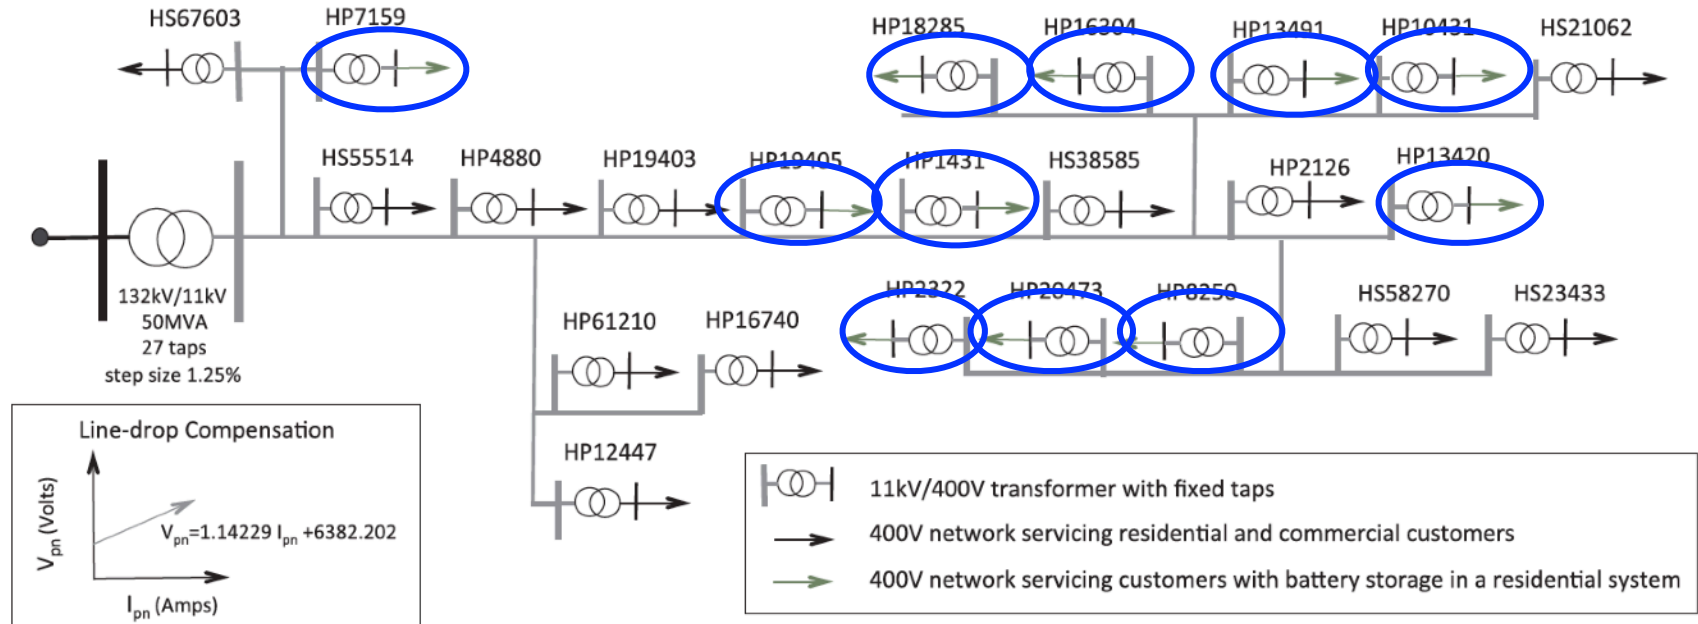 HS67603
HP7159
HP18285
HP16304
HP13491
HP10431
HS21062
HS55514
HP4880
HP19403
HP19405
HP1431
HS38585
HP2126
HP13420
132kV/11kV
50MVA
27 taps
step size 1.25%
HP61210
HP16740
HP2322
HP20473
HP8250
HS58270
HS23433
HP12447
Line-drop Compensation
Vpn (Volts)
Vpn=1.14229 Ipn +6382.202
Ipn (Amps)
11kV/400V transformer with fixed taps
400V network servicing residential and commercial customers
400V network servicing customers with battery storage in a residential system